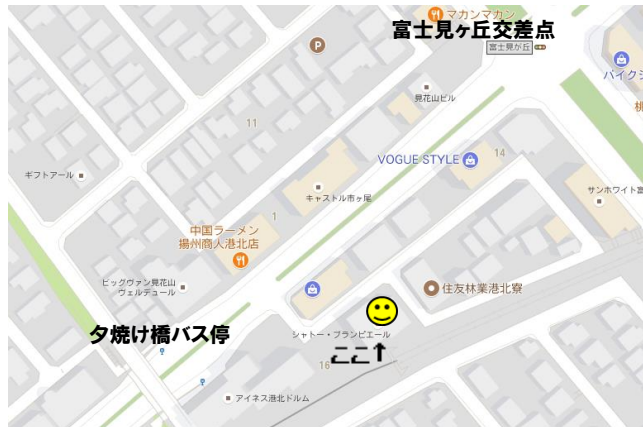 マカンマカン
富士見ヶ丘交差点
富士見が丘
バイクシ
桃
見花山ビル
11
ギフトアール
VOGUE STYLE
14
キャストル市ヶ尾
サンホワイト富
1
中国ラーメン
揚州商人港北店
ビッグヴァン見花山
ヴェルデュール
住友林業港北寮
夕焼け橋バス停
シャトー・ブランビエール
ここ↑
16
アイネス港北ドルム
P